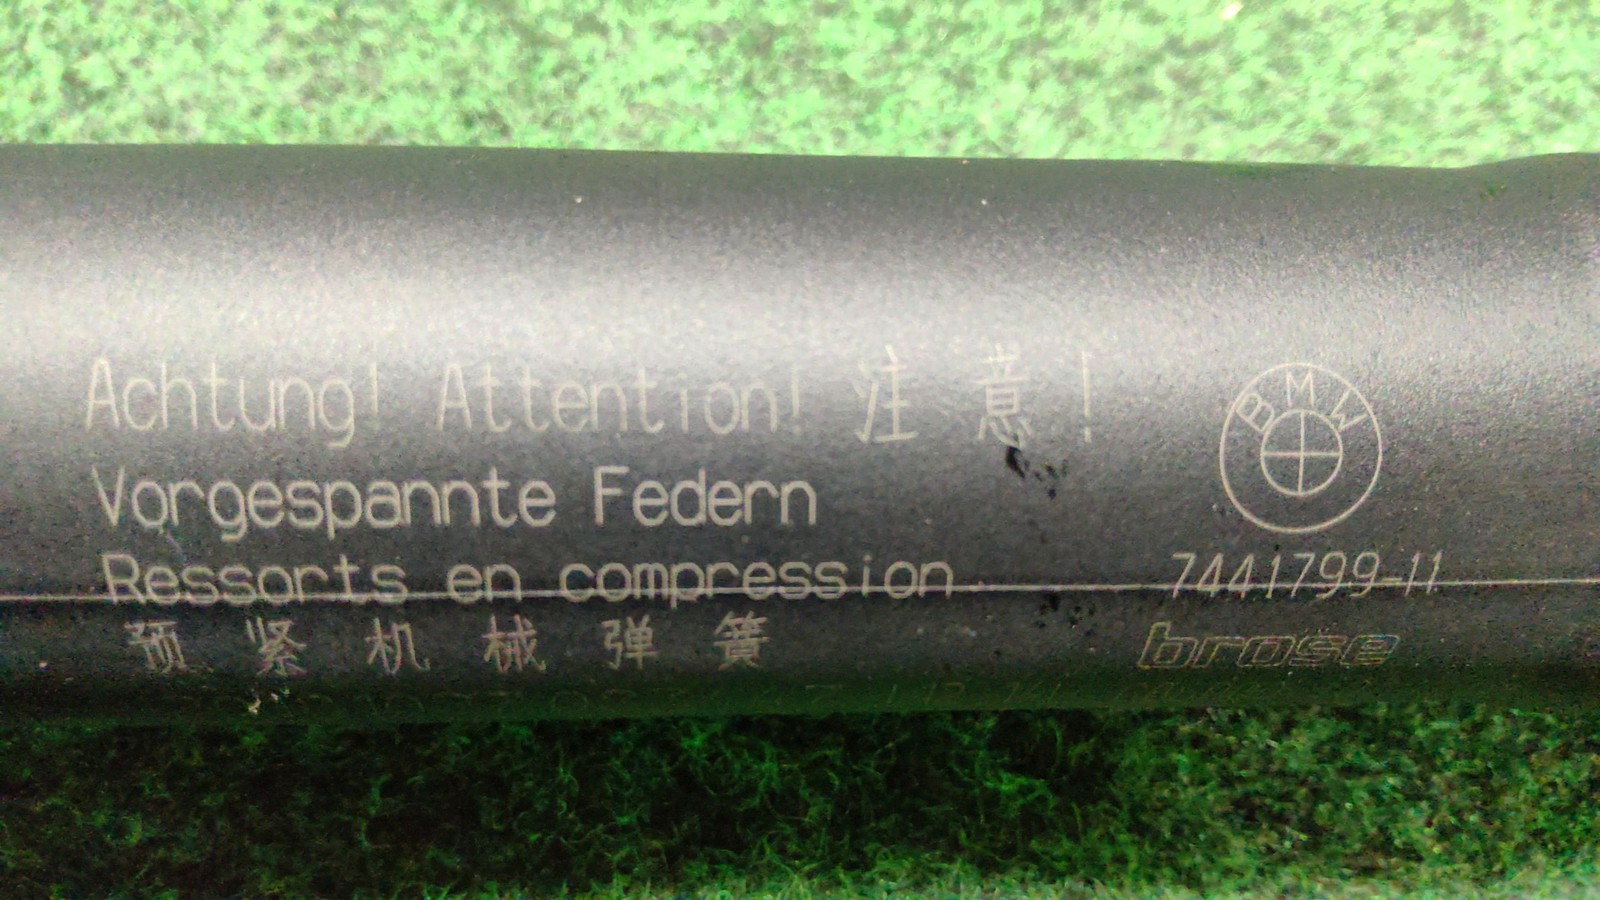 Achtung! Attention! 注意!
Vorgespannte Federn
Ressorts en compression
预紧机械弹簧
BMW
7441799-11
brose